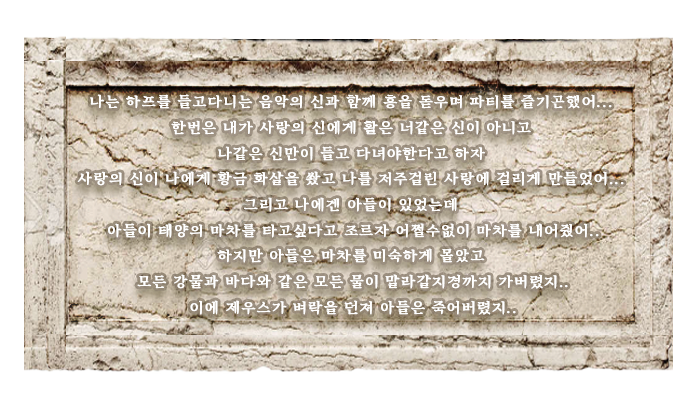 나는 하프를 들고다니는 음악의 신과 함께 흥을 돋우며 파티를 즐기곤했어...
한번은 내가 사랑의 신에게 활은 너같은 신이 아니고
나같은 신만이 들고 다녀야한다고 하자
사랑의 신이 나에게 황금 화살을 쐈고 나를 저주걸린 사랑에 걸리게 만들었어...
그리고 나에겐 아들이 있었는데
아들이 태양의 마차를 타고싶다고 조르자 어쩔수없이 마차를 내어줬어...
하지만 아들은 마차를 미숙하게 몰았고
모든 강물과 바다와 같은 모든 물이 말라갈지경까지 가버렸지..
이에 제우스가 벼락을 던져 아들은 죽어버렸지..